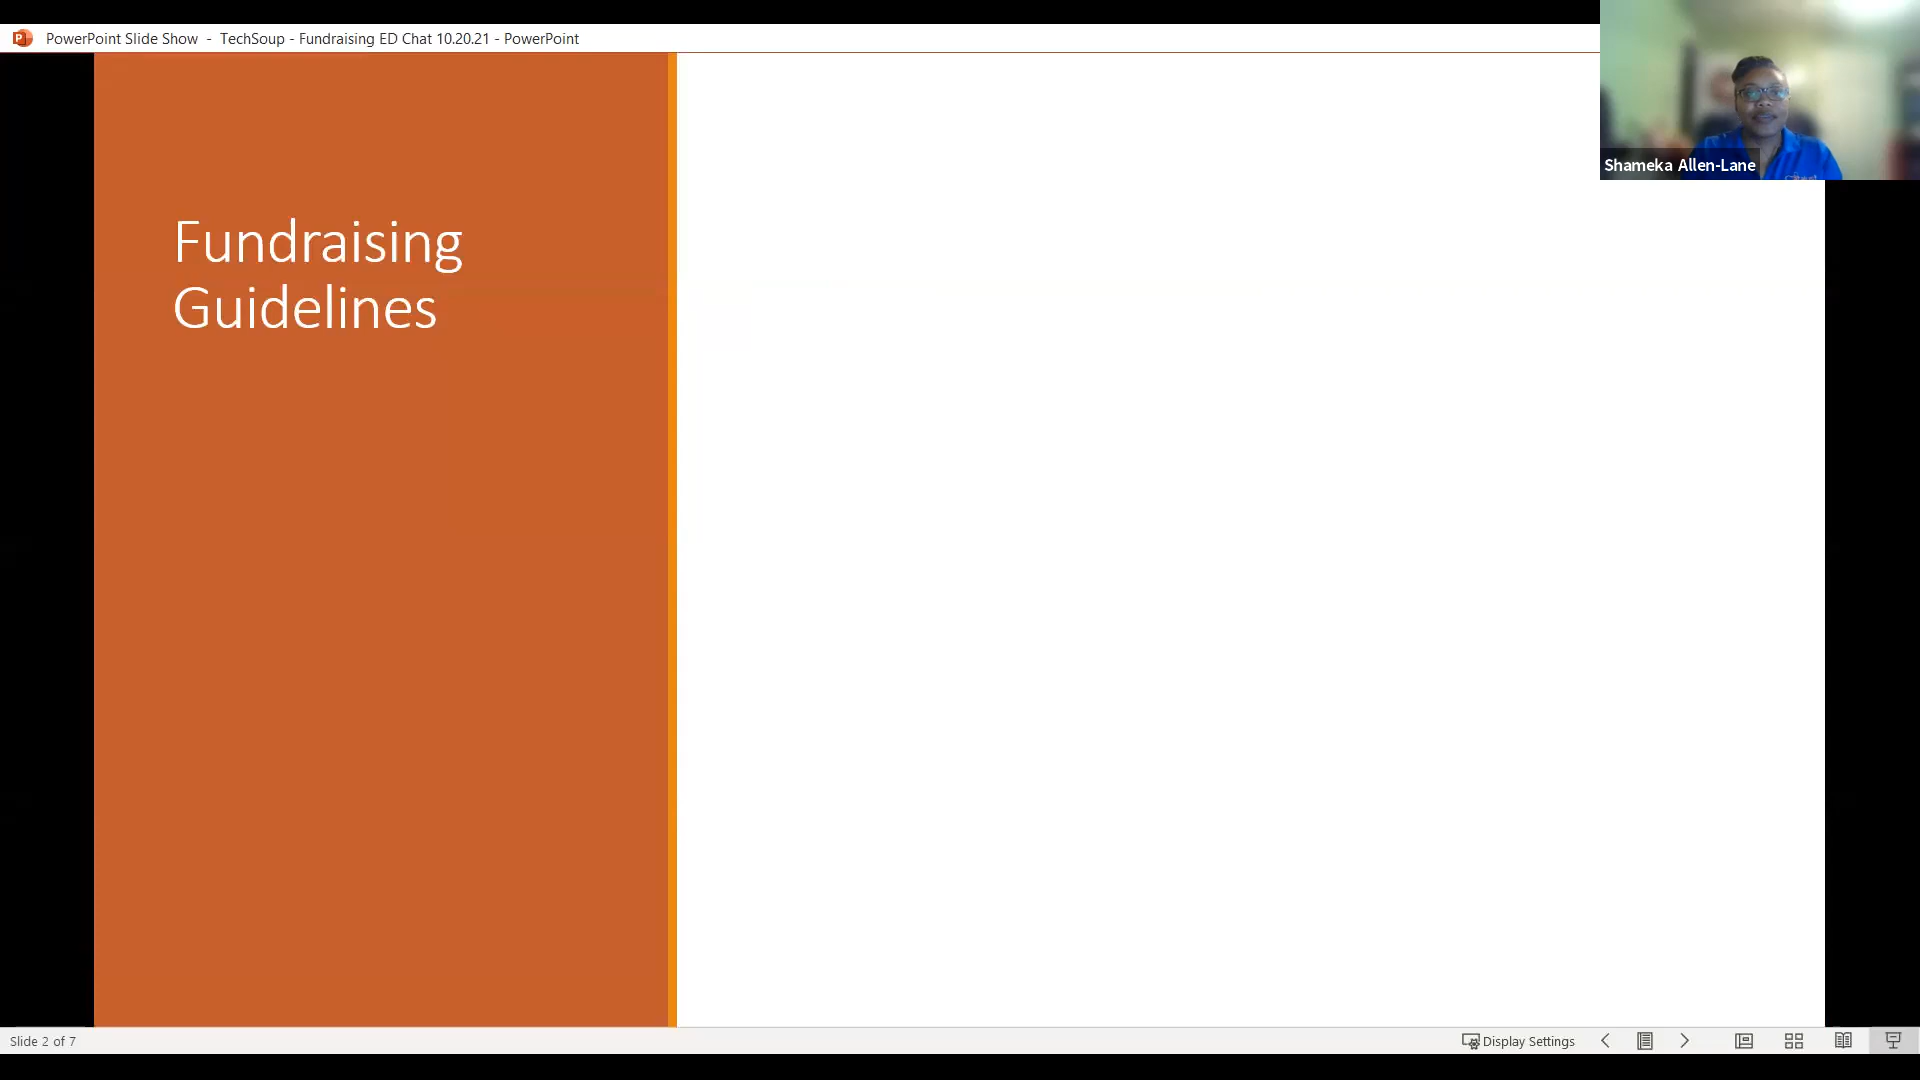 PowerPoint Slide Show - TechSoup - Fundraising ED Chat 10.20.21 - PowerPoint
Shameka Allen-Lane
Fundraising
Guidelines
Slide 2 of 7
Display Settings